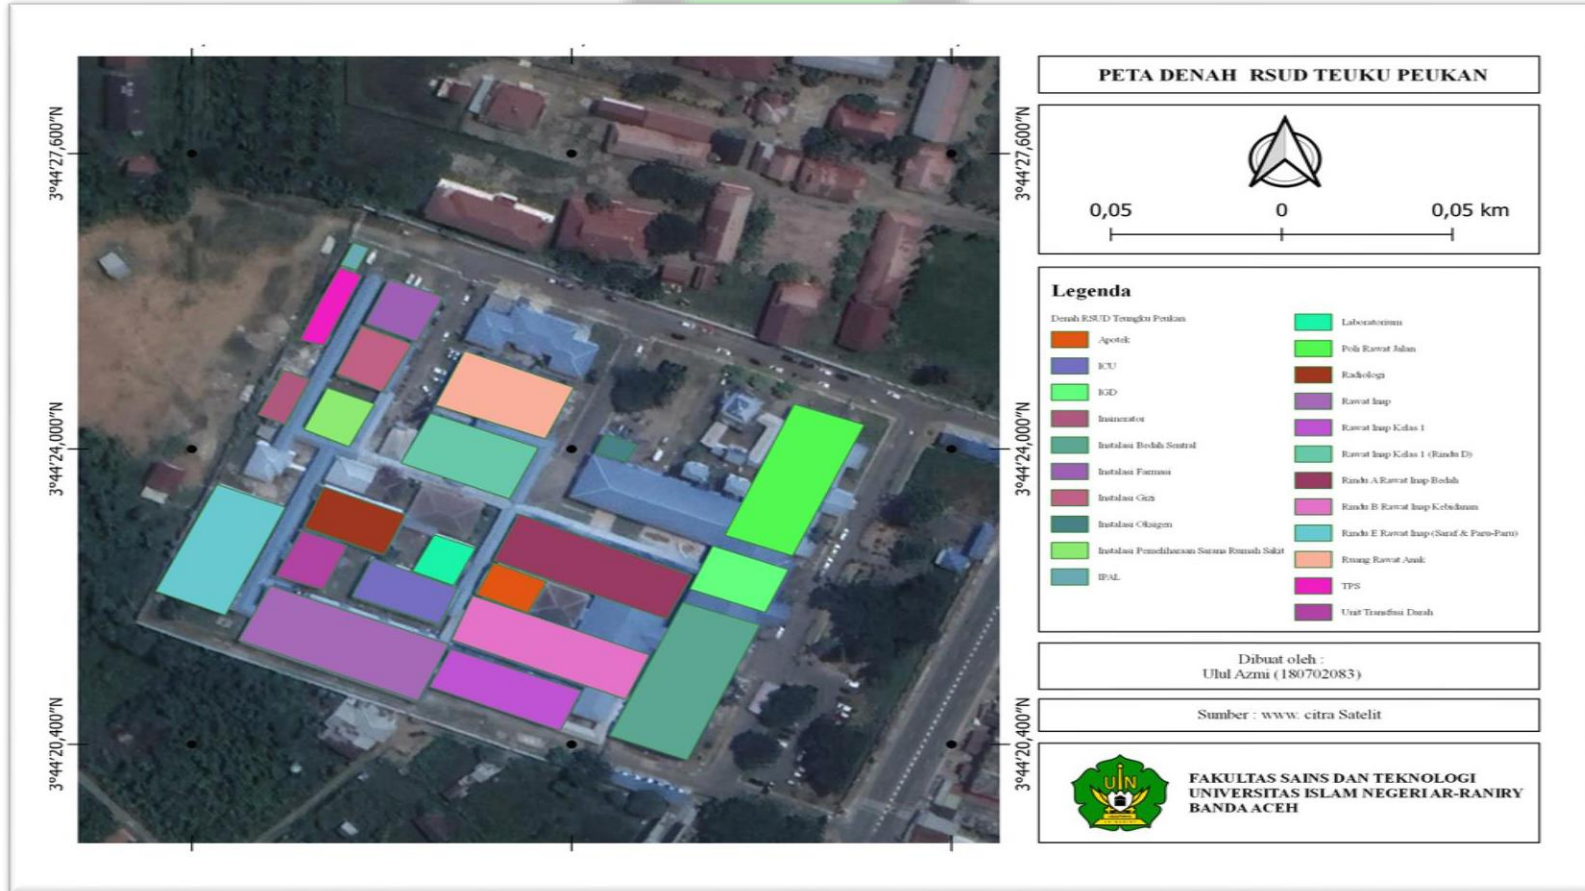 PETA DENAH RSUD TEUKU PEUKAN
3°44'27,600"N
3°44'27,600"N
3°44'24,000"N
3°44'24,000"N
3°44'20,400"N
3°44'20,400"N
0,05 0 0,05 km
Legenda
Denah RSUD Teungku Peukan
Apotek
ICU
IGD
Insinerator
Instalasi Bedah Sentral
Instalasi Farmasi
Instalasi Gizi
Instalasi Oksigen
Instalasi Pemeliharaan Sarana Rumah Sakit
IPAL
Laboratorium
Poli Rawat Jalan
Radiologi
Rawat Inap
Rawat Inap Kelas 1
Rawat Inap Kelas 1 (Rindu D)
Rindu A Rawat Inap Bedah
Rindu B Rawat Inap Kebidanan
Rindu E Rawat Inap (Saraf & Paru-Paru)
Ruang Rawat Anak
TPS
Unit Transfusi Darah
Dibuat oleh :
Ulul Azmi (180702083)
Sumber : www. citra Satelit
UIN
FAKULTAS SAINS DAN TEKNOLOGI
UNIVERSITAS ISLAM NEGERI AR-RANIRY
BANDA ACEH